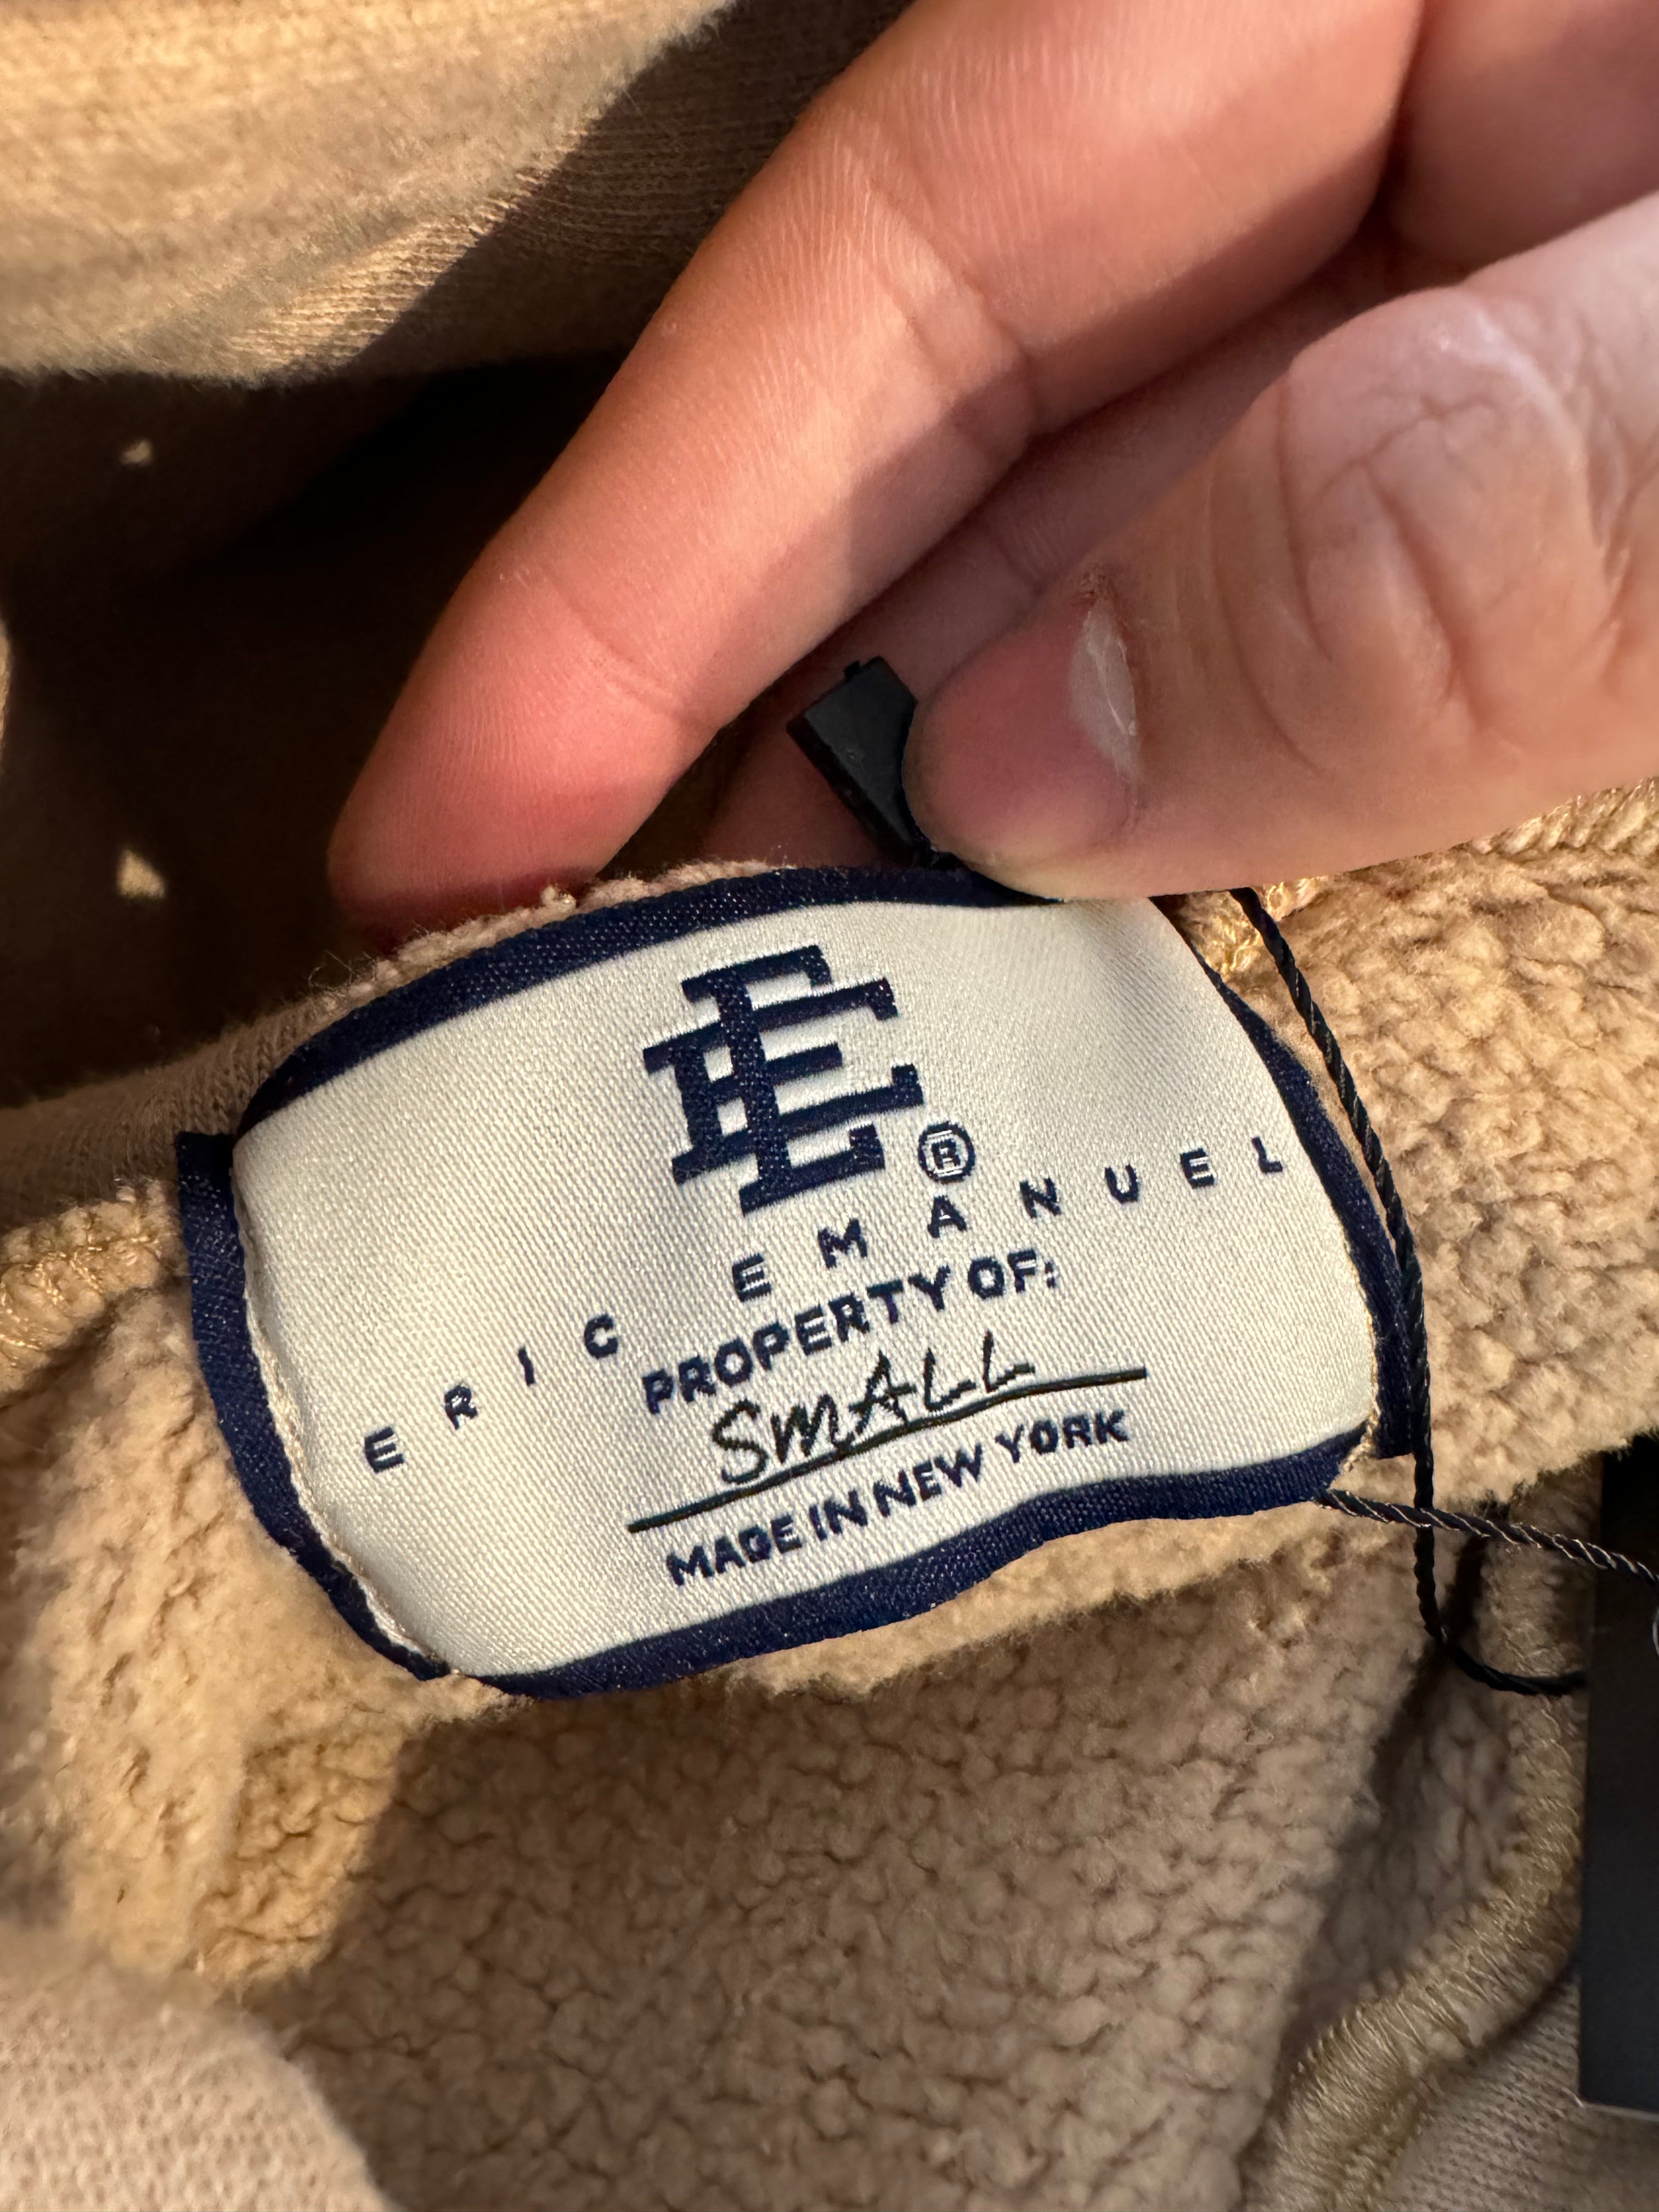 EE®
ERIC EMANUEL
PROPERTY OF:
SMALL
MADE IN NEW YORK